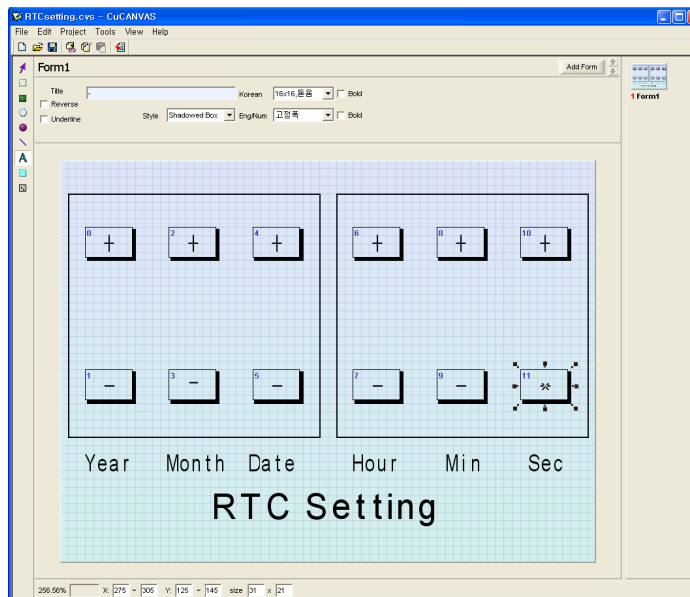 RTCsetting.cvs - CuCANVAS
File Edit Project Tools View Help
Form1 Add Form
Title - Korean 16x16,돋움 Bold
Reverse
Underline Style Shadowed Box Eng/Num 고정폭 Bold
1 Form1
0 + 2 + 4 + 6 + 8 + 10 +
1 - 3 - 5 - 7 - 9 - 11
Year Month Date Hour Min Sec
RTC Setting
256.56% X: 275 ~ 305 Y: 125 ~ 145 size 31 x 21